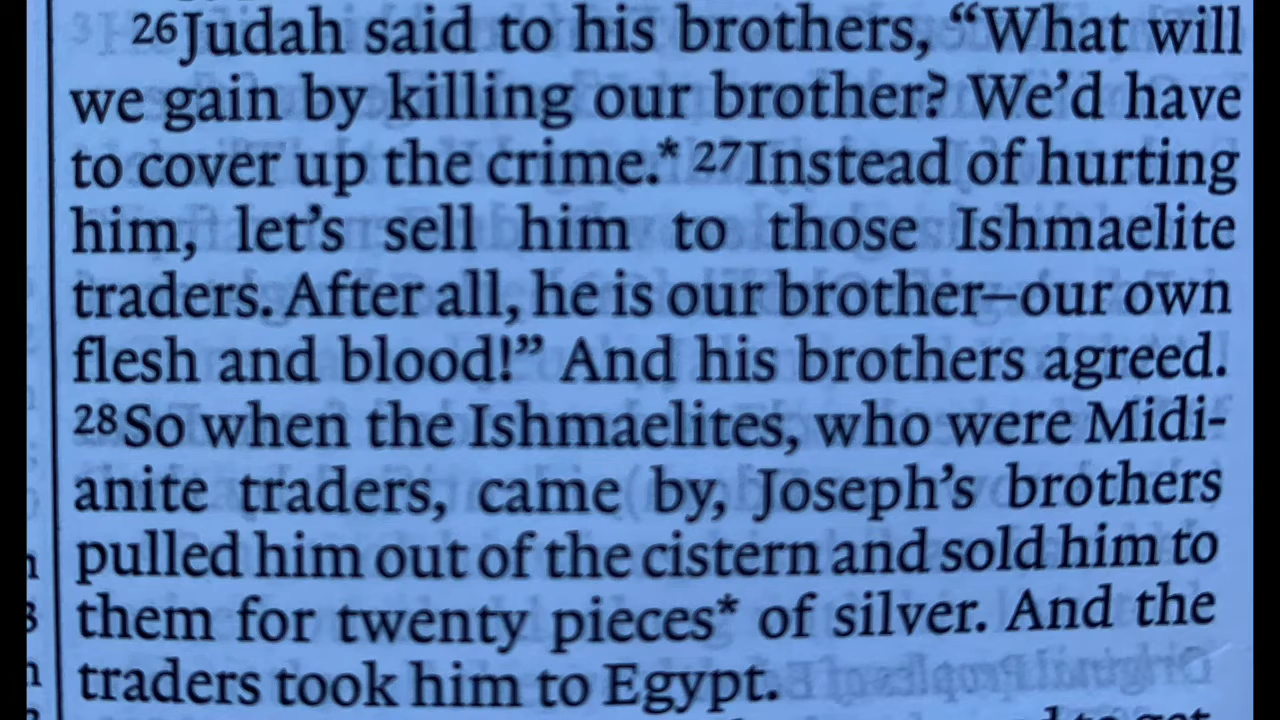 26Judah said to his brothers, “What will
we gain by killing our brother? We’d have
to cover up the crime.* 27Instead of hurting
him, let’s sell him to those Ishmaelite
traders. After all, he is our brother—our own
flesh and blood!” And his brothers agreed.
28So when the Ishmaelites, who were Midi-
anite traders, came by, Joseph’s brothers
pulled him out of the cistern and sold him to
them for twenty pieces* of silver. And the
traders took him to Egypt.